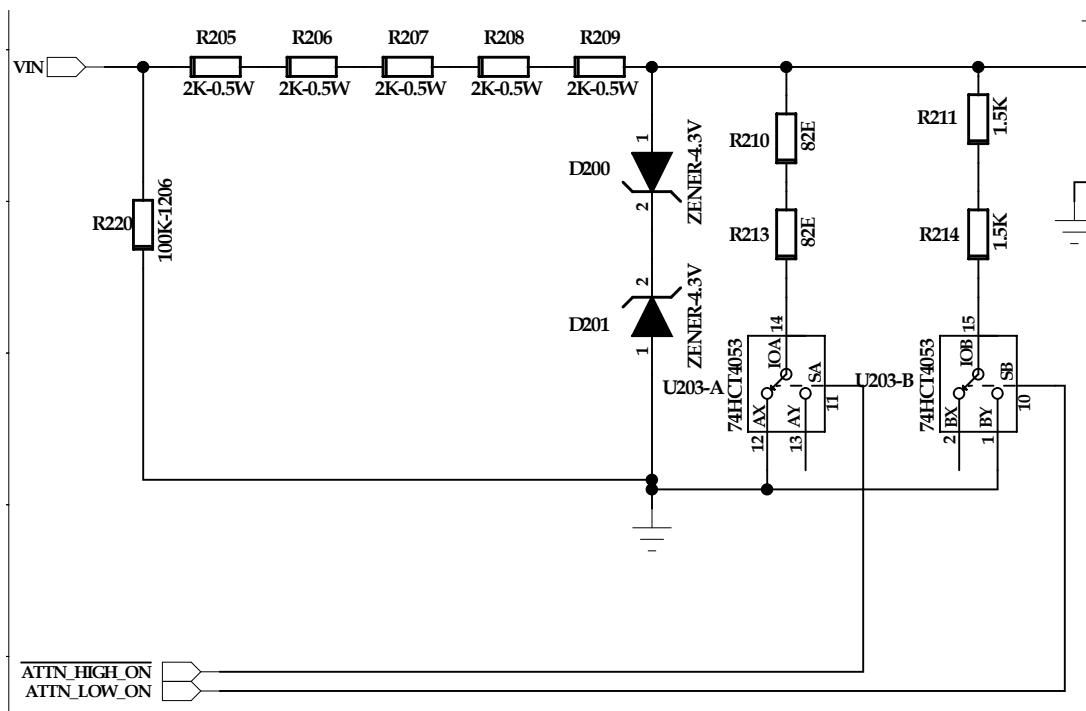 R205 R206 R207 R208 R209
VIN
2K-0.5W 2K-0.5W 2K-0.5W 2K-0.5W 2K-0.5W
R220
100K-1206
1
D200
2
ZENER-4.3V
2
D201
1
ZENER-4.3V
R210
82E
R213
82E
R211
1.5K
R214
1.5K
14
IOA
SA
U203-A
74HCT4053
AX
AY
11
12
13
15
IOB
SB
U203-B
74HCT4053
BX
BY
10
2
1
ATTN_HIGH_ON
ATTN_LOW_ON